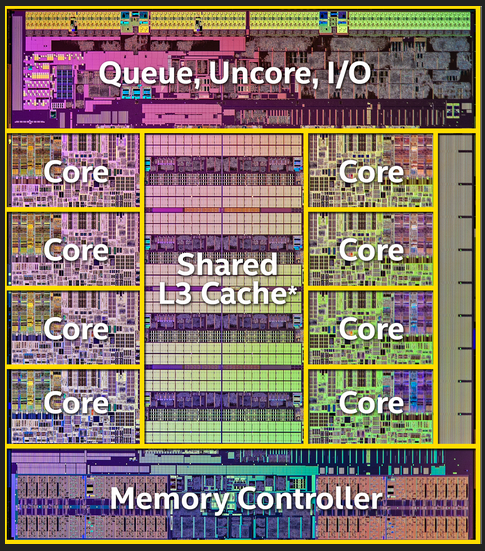 Queue, Uncore, I/O
Core
Core
Core
Core
Shared
L3 Cache*
Core
Core
Core
Core
Memory Controller